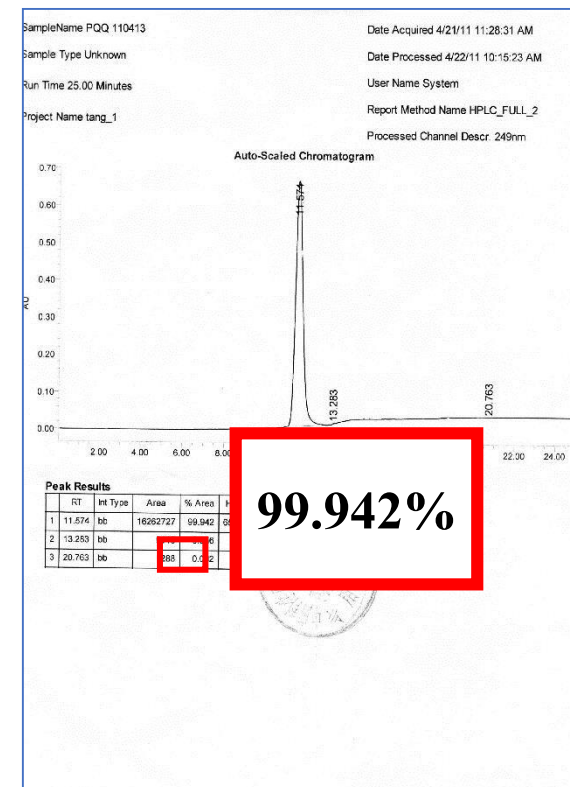 SampleName PQQ 110413
Date Acquired 4/21/11 11:28:31 AM
Sample Type Unknown
Date Processed 4/22/11 10:15:23 AM
Run Time 25.00 Minutes
User Name System
Project Name tang_1
Report Method Name HPLC_FULL_2
Processed Channel Descr. 249nm
Auto-Scaled Chromatogram
0.70
11.574
0.60
0.50
0.40
AU
0.30
0.20
0.10
13.283
20.763
0.00
2.00 4.00 6.00 8.00 22.00 24.00
99.942%
Peak Results
RT Int Type Area % Area
1 11.574 bb 16262727 99.942
2 13.283 bb
3 20.763 bb 288